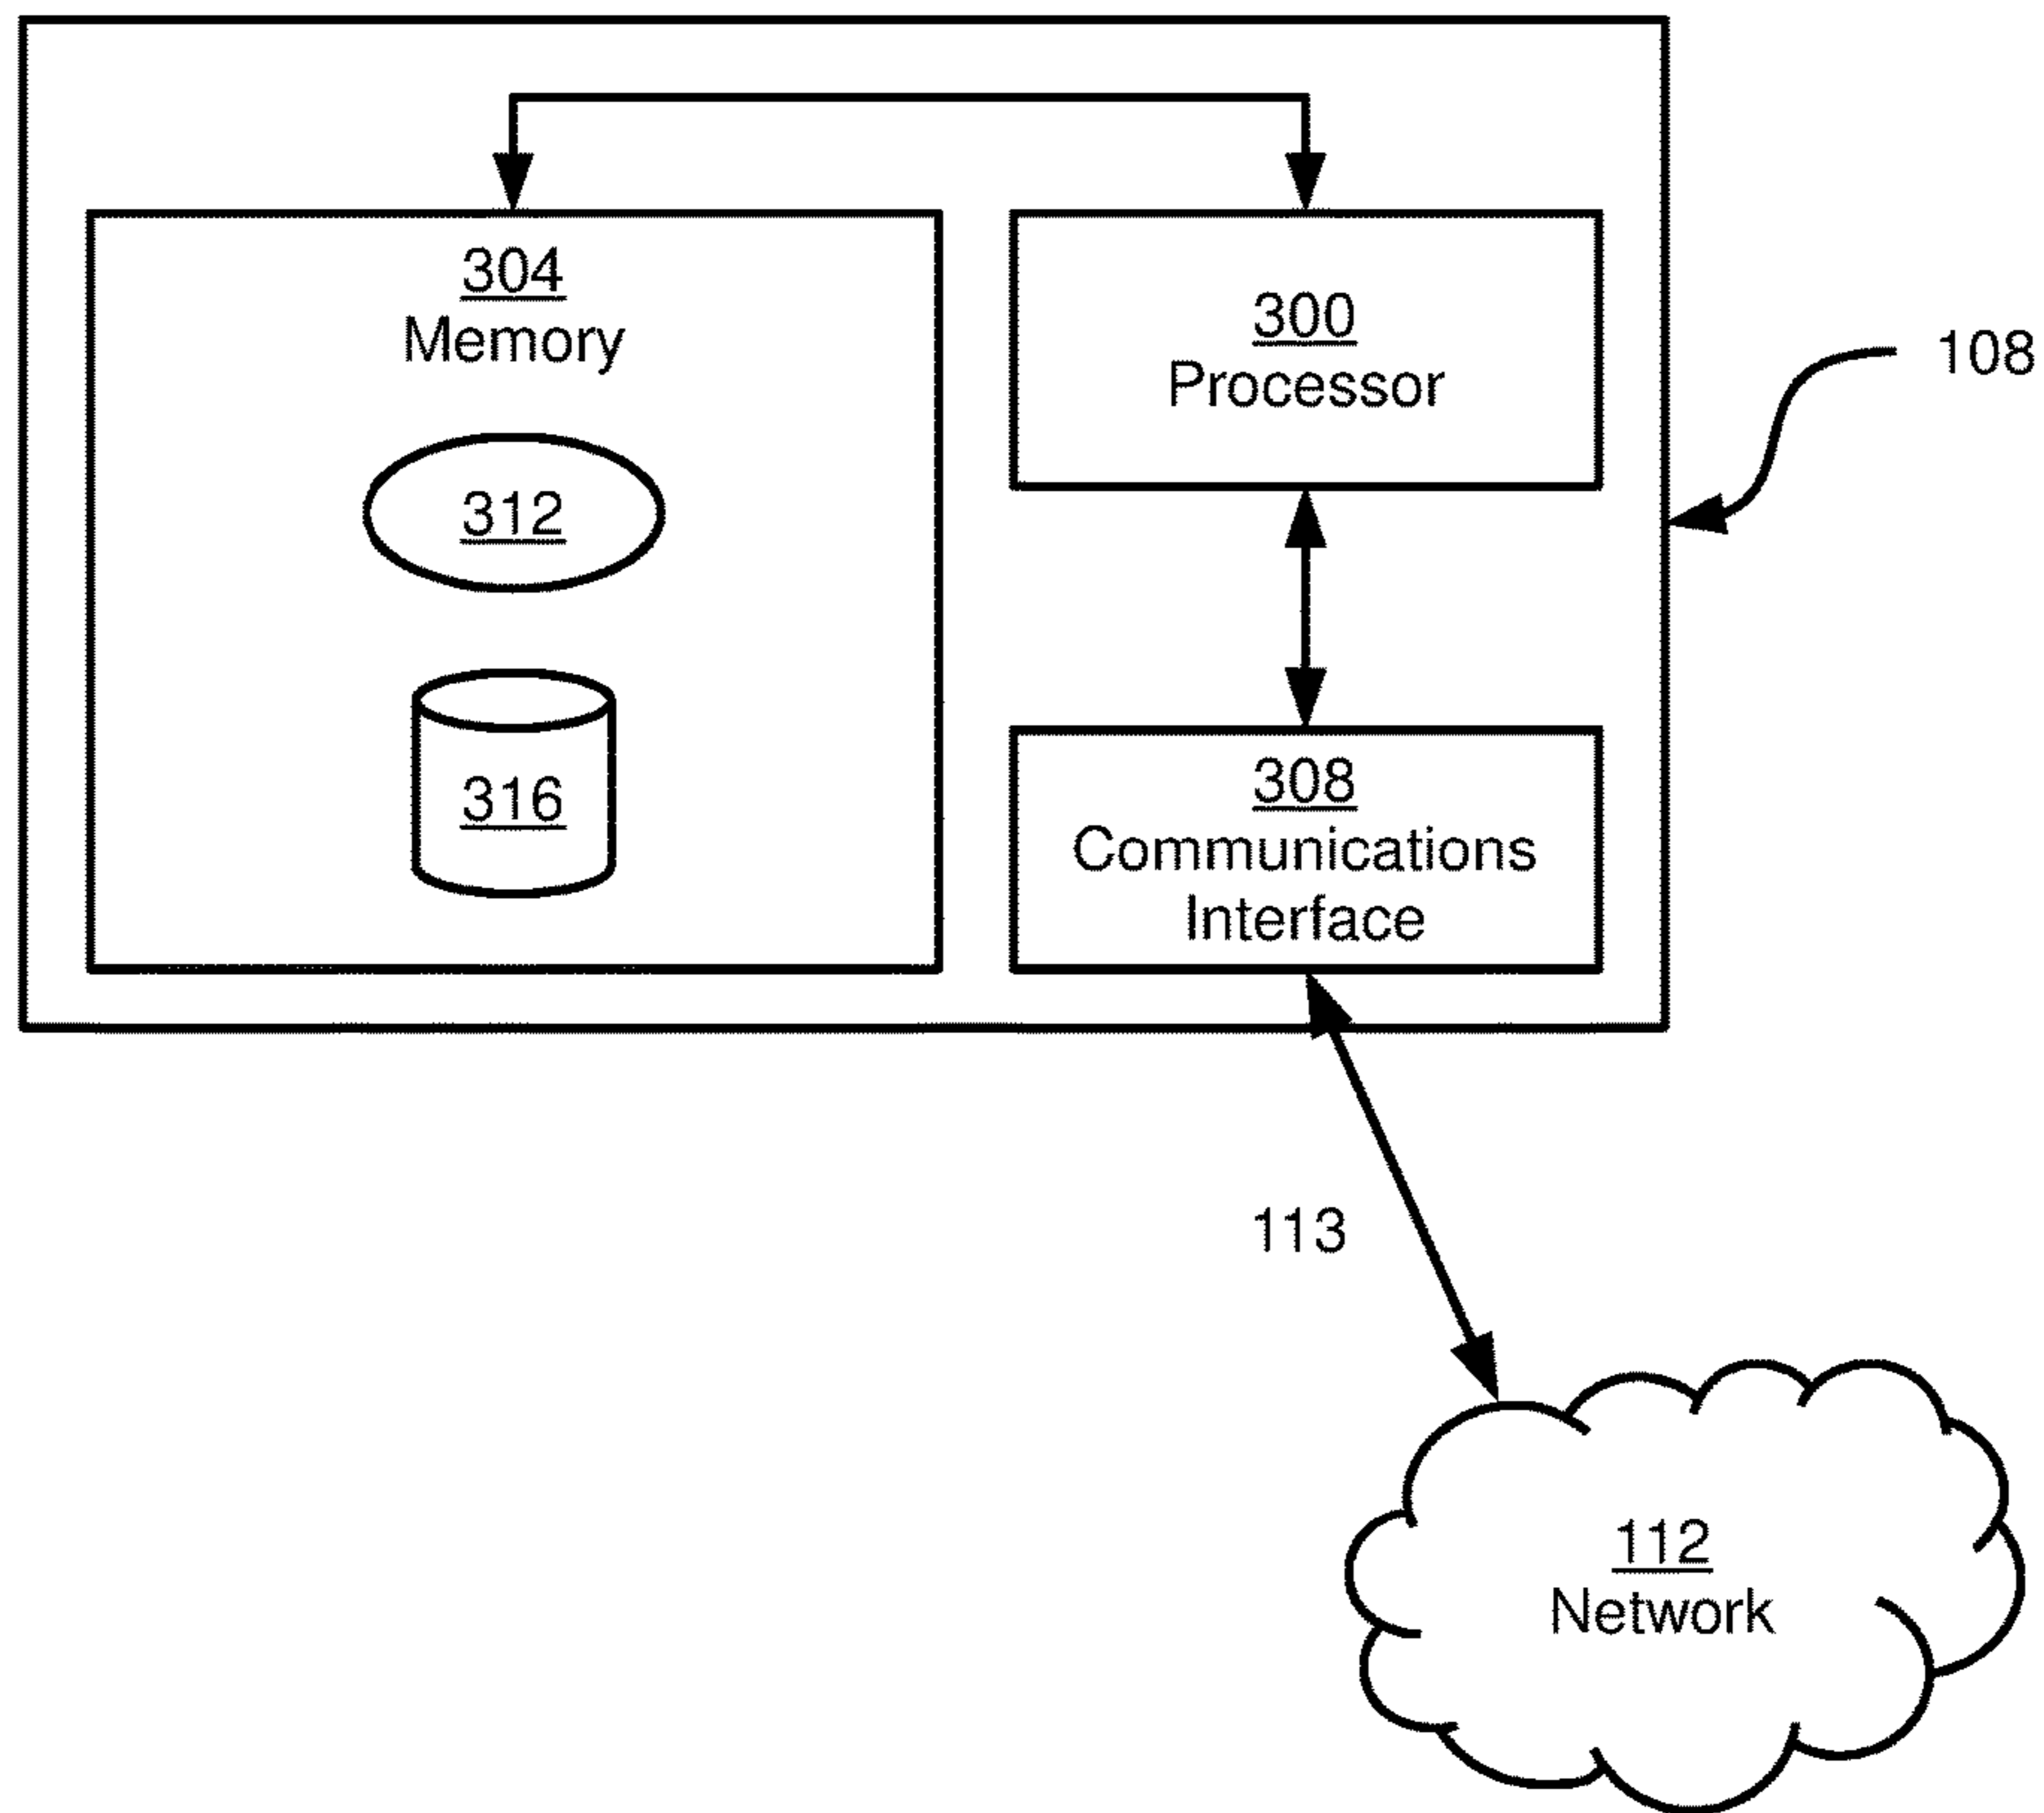 304
Memory
312
316
300
Processor
308
Communications
Interface
108
113
112
Network